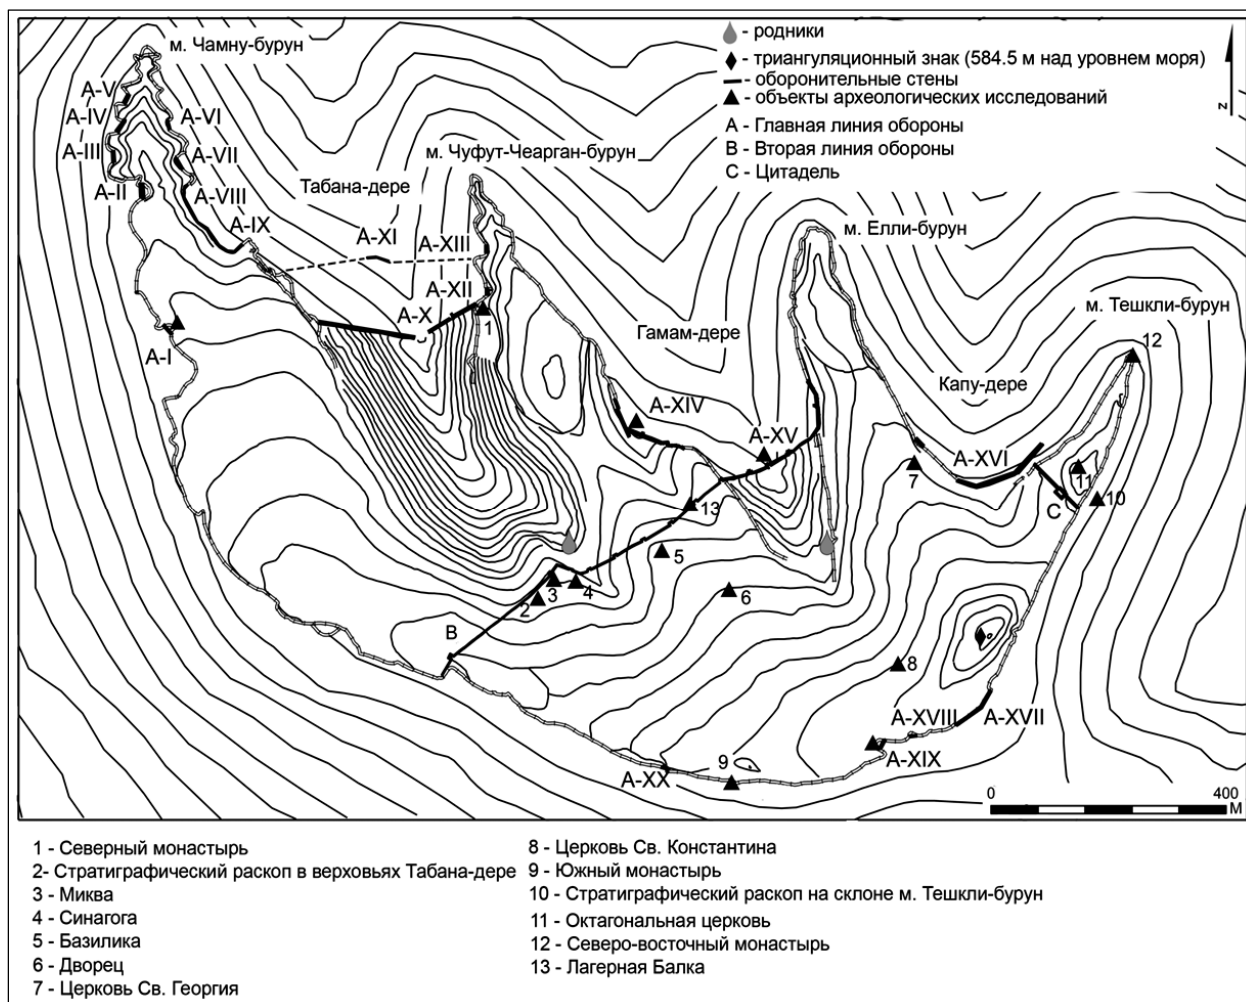 м. Чамну-бурун
- родники
- триангуляционный знак (584.5 м над уровнем моря)
- оборонительные стены
- объекты археологических исследований
А - Главная линия обороны
В - Вторая линия обороны
С - Цитадель
N
А-V
А-IV
А-III
А-II
А-VI
А-VII
А-VIII
А-IX
Табана-дере
м. Чуфут-Чеарган-бурун
А-XI
А-XIII
А-XII
А-X
1
А-I
м. Елли-бурун
Гамам-дере
м. Тешкли-бурун
12
Капу-дере
А-XIV
А-XV
А-XVI
7
11
10
С
13
5
6
4
3
2
В
8
А-XVIII
А-XVII
А-XIX
А-XX
9
0
400
М
1 - Северный монастырь
2- Стратиграфический раскоп в верховьях Табана-дере
3 - Миква
4 - Синагога
5 - Базилика
6 - Дворец
7 - Церковь Св. Георгия
8 - Церковь Св. Константина
9 - Южный монастырь
10 - Стратиграфический раскоп на склоне м. Тешкли-бурун
11 - Октагональная церковь
12 - Северо-восточный монастырь
13 - Лагерная Балка